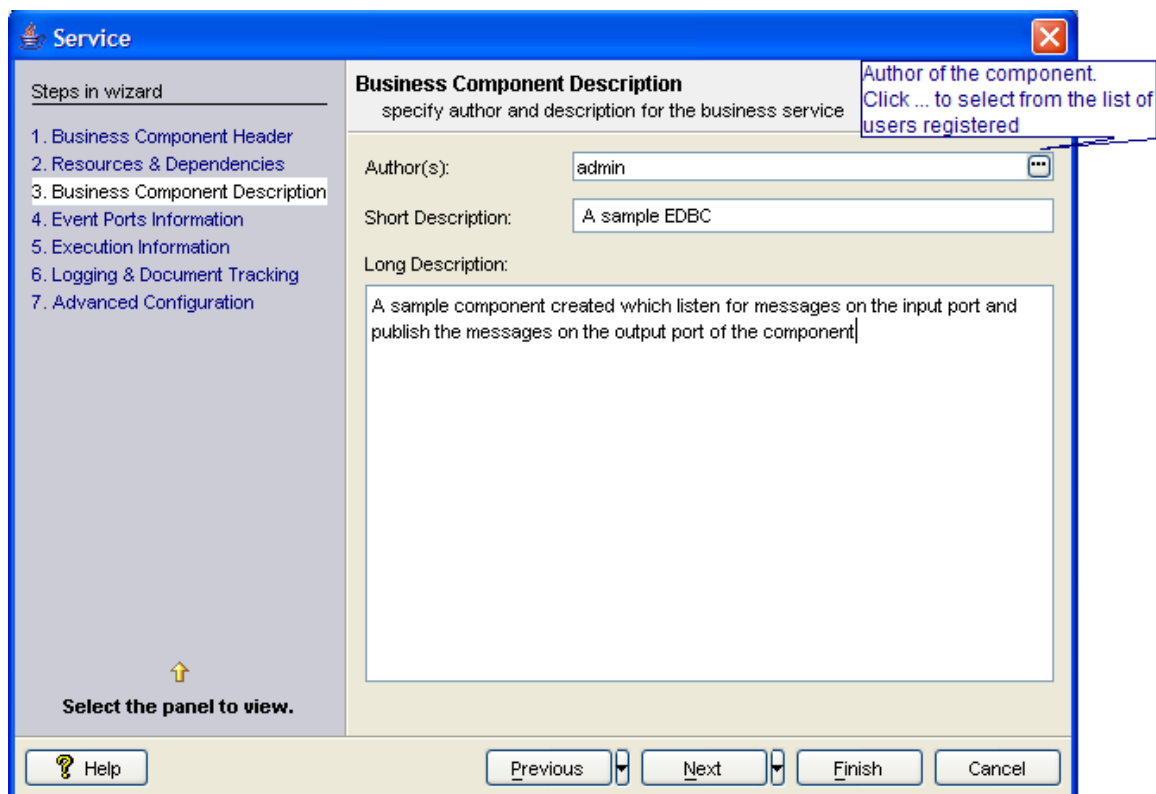 Service
Steps in wizard
1. Business Component Header
2. Resources & Dependencies
3. Business Component Description
4. Event Ports Information
5. Execution Information
6. Logging & Document Tracking
7. Advanced Configuration
Select the panel to view.
Business Component Description
specify author and description for the business service
Author of the component.
Click ... to select from the list of
users registered
Author(s): admin ...
Short Description: A sample EDBC
Long Description:
A sample component created which listen for messages on the input port and
publish the messages on the output port of the component
Help Previous Next Finish Cancel